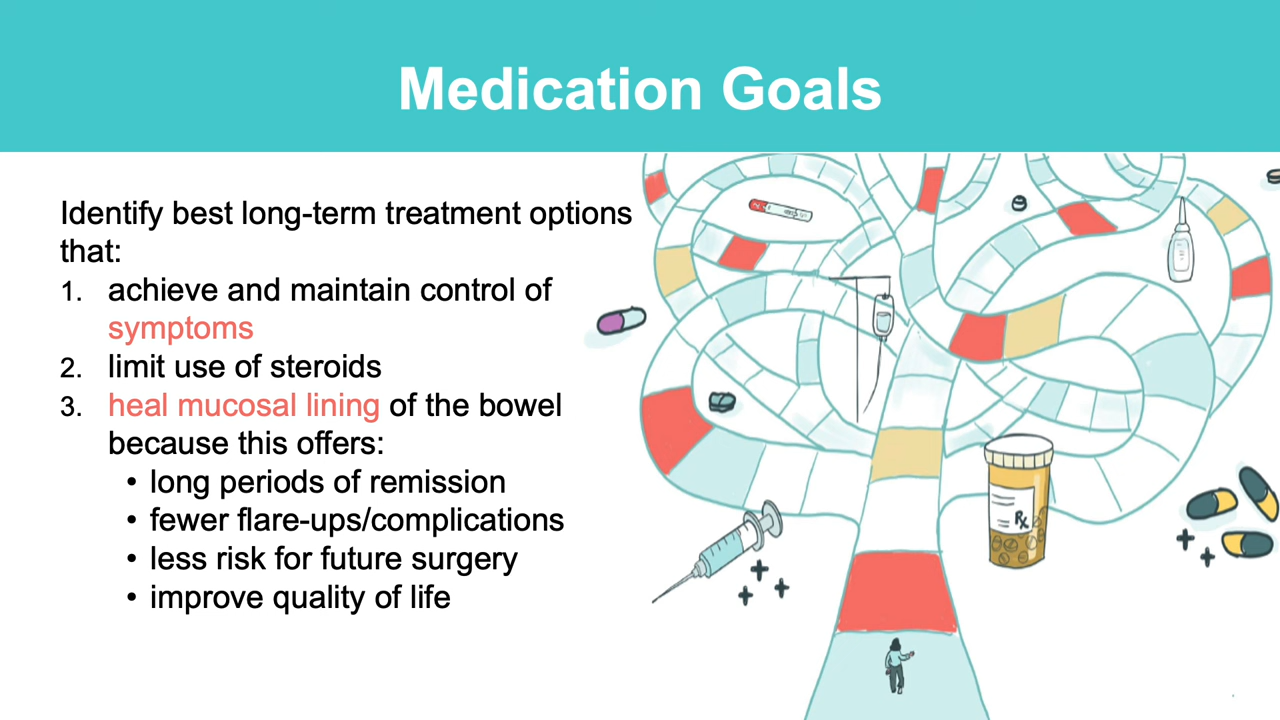 Medication Goals
Identify best long-term treatment options
that:
1. achieve and maintain control of
symptoms
2. limit use of steroids
3. heal mucosal lining of the bowel
because this offers:
• long periods of remission
• fewer flare-ups/complications
• less risk for future surgery
• improve quality of life
Rx